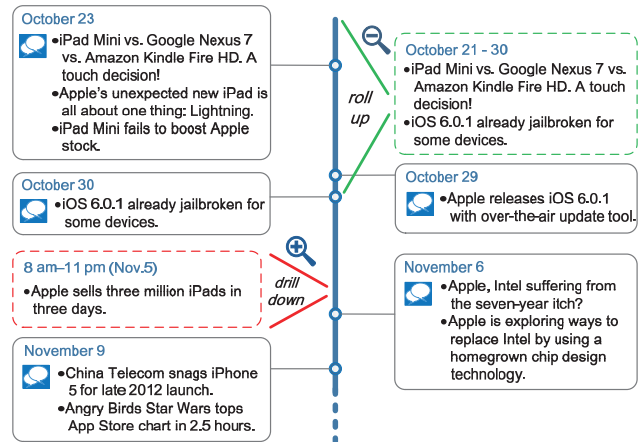 October 23
•iPad Mini vs. Google Nexus 7
vs. Amazon Kindle Fire HD. A
touch decision!
•Apple's unexpected new iPad is
all about one thing: Lightning.
•iPad Mini fails to boost Apple
stock.
roll
up
October 21 - 30
•iPad Mini vs. Google Nexus 7 vs.
Amazon Kindle Fire HD. A touch
decision!
•iOS 6.0.1 already jailbroken for
some devices.
October 30
•iOS 6.0.1 already jailbroken for
some devices.
October 29
•Apple releases iOS 6.0.1
with over-the-air update tool.
8 am–11 pm (Nov.5)
•Apple sells three million iPads in
three days.
drill
down
November 6
•Apple, Intel suffering from
the seven-year itch?
•Apple is exploring ways to
replace Intel by using a
homegrown chip design
technology.
November 9
•China Telecom snags iPhone
5 for late 2012 launch.
•Angry Birds Star Wars tops
App Store chart in 2.5 hours.